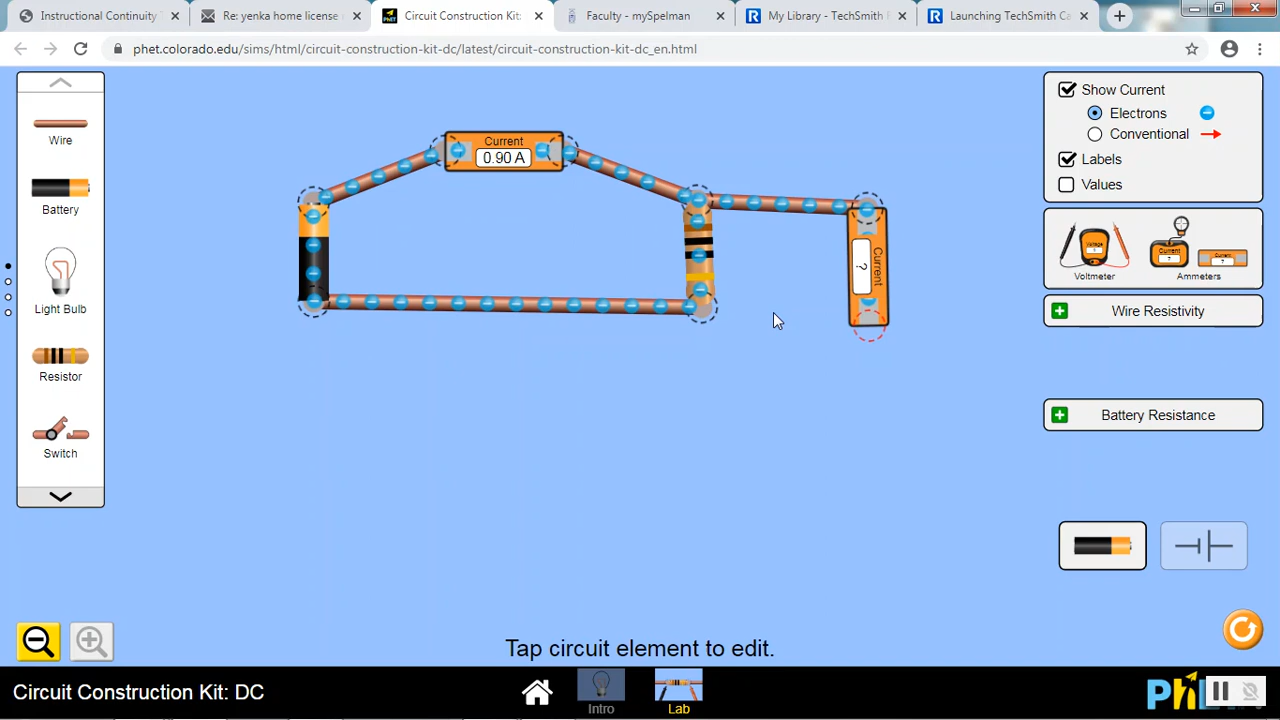 Instructional Continuity
Re: yenka home license
Circuit Construction Kit:
Faculty - mySpelman
My Library - TechSmith
Launching TechSmith Ca
phet.colorado.edu/sims/html/circuit-construction-kit-dc/latest/circuit-construction-kit-dc_en.html
Wire
Battery
Light Bulb
Resistor
Switch
Current
0.90 A
Current
?
Show Current
Electrons
Conventional
Labels
Values
Voltmeter
Ammeters
Wire Resistivity
Battery Resistance
Tap circuit element to edit.
Circuit Construction Kit: DC
Intro
Lab